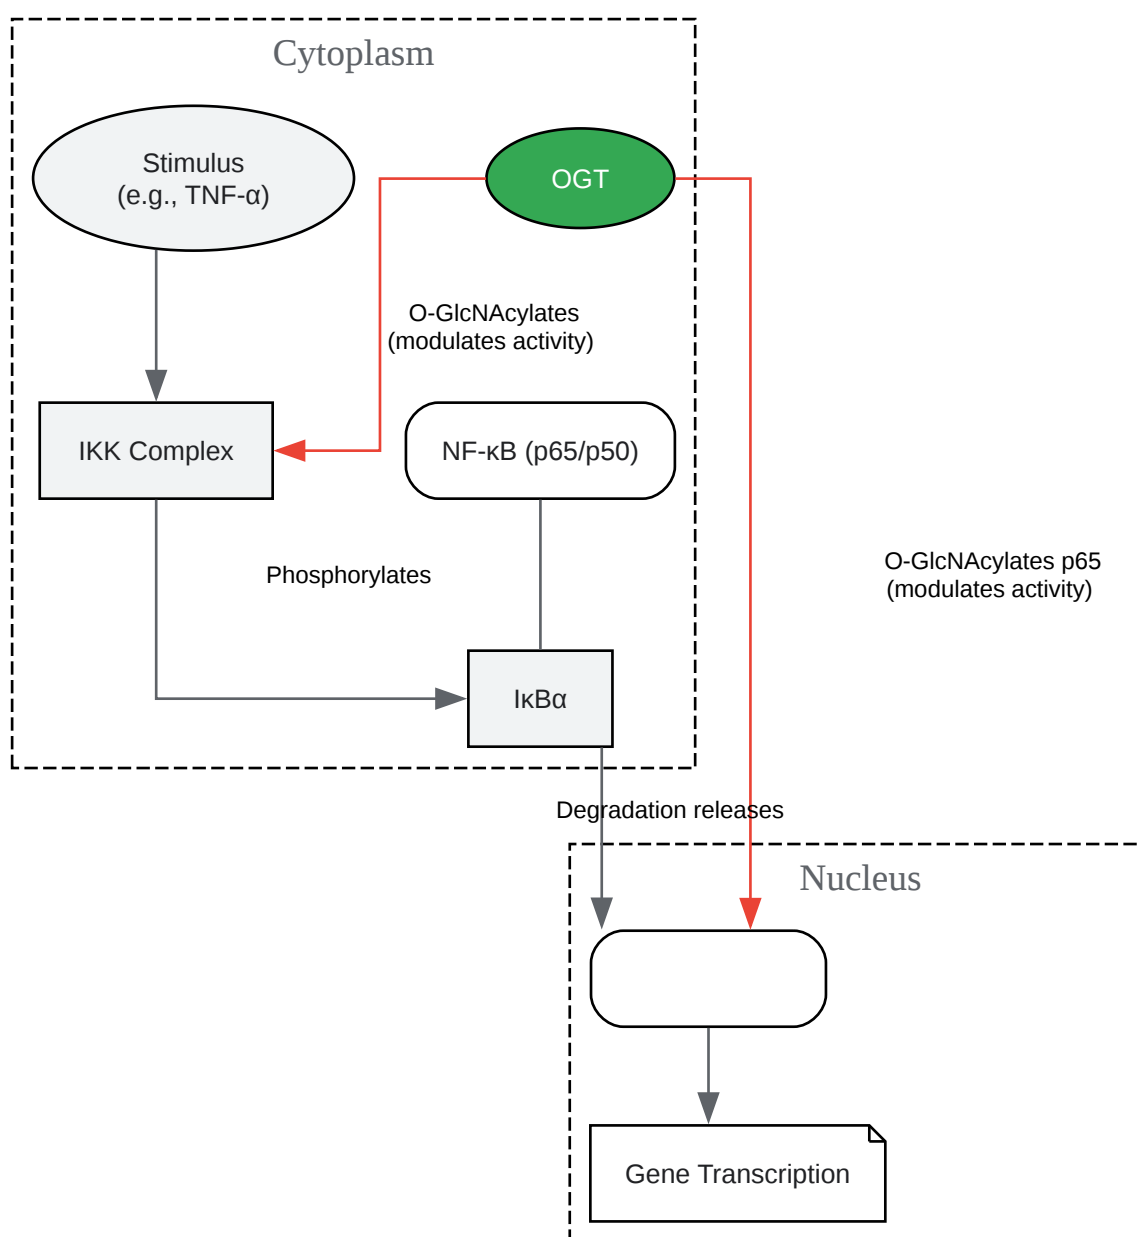 Cytoplasm
Stimulus
(e.g., TNF-α)
OGT
O-GlcNAcylates
(modulates activity)
IKK Complex
NF-κB (p65/p50)
Phosphorylates
O-GlcNAcylates p65
(modulates activity)
IκBα
Degradation releases
Nucleus
Gene Transcription